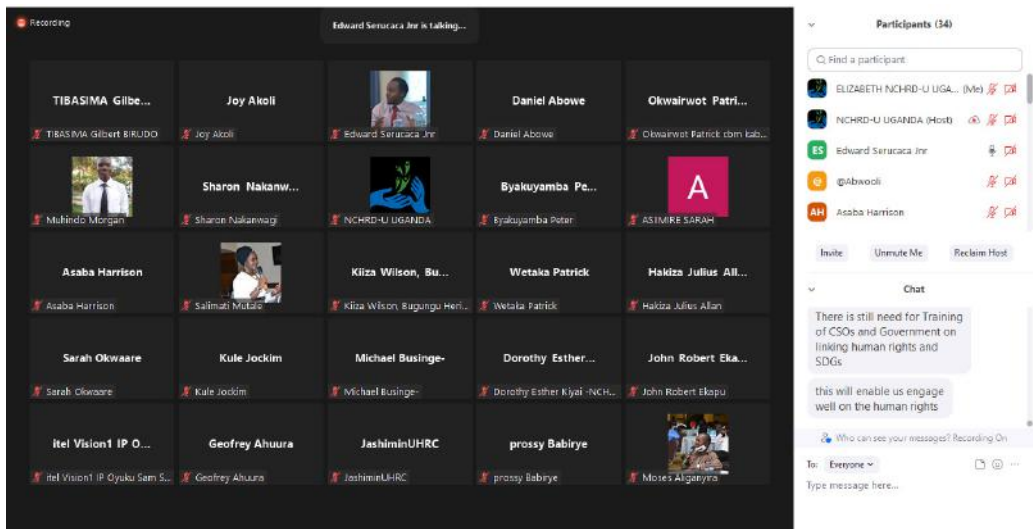 Recording
Edward Serucaca Jnr is talking...
TIBASIMA Gilbe...
TIBASIMA Gilbert BIRUDO
Joy Akoli
Joy Akoli
Edward Serucaca Jnr
Daniel Abowe
Daniel Abowe
Okwairwot Patri...
Okwairwot Patrick cbm kab...
Muhindo Morgan
Sharon Nakanw...
Sharon Nakanwagi
NCHRD-U UGANDA
Byakuyamba Pe...
Byakuyamba Peter
A
ASIMIRE SARAH
Asaba Harrison
Asaba Harrison
Salimati Mutale
Kiiza Wilson, Bu...
Kiiza Wilson, Bugungu Heri...
Wetaka Patrick
Wetaka Patrick
Hakiza Julius All...
Hakiza Julius Allan
Sarah Okwaare
Sarah Okwaare
Kule Jockim
Kule Jockim
Michael Businge-
Michael Businge-
Dorothy Esther...
Dorothy Esther Kiyai -NCH...
John Robert Eka...
John Robert Ekapu
itel Vision1 IP O...
itel Vision1 IP Oyuku Sam S...
Geofrey Ahuura
Geofrey Ahuura
JashiminUHRC
JashiminUHRC
prossy Babirye
prossy Babirye
Moses Aliganyira
Participants (34)
Find a participant
ELIZABETH NCHRD-U UGA... (Me)
NCHRD-U UGANDA (Host)
ES Edward Serucaca Jnr
@ @Abwooli
AH Asaba Harrison
Invite Unmute Me Reclaim Host
Chat
There is still need for Training
of CSOs and Government on
linking human rights and
SDGs
this will enable us engage
well on the human rights
Who can see your messages? Recording On
To: Everyone
Type message here...